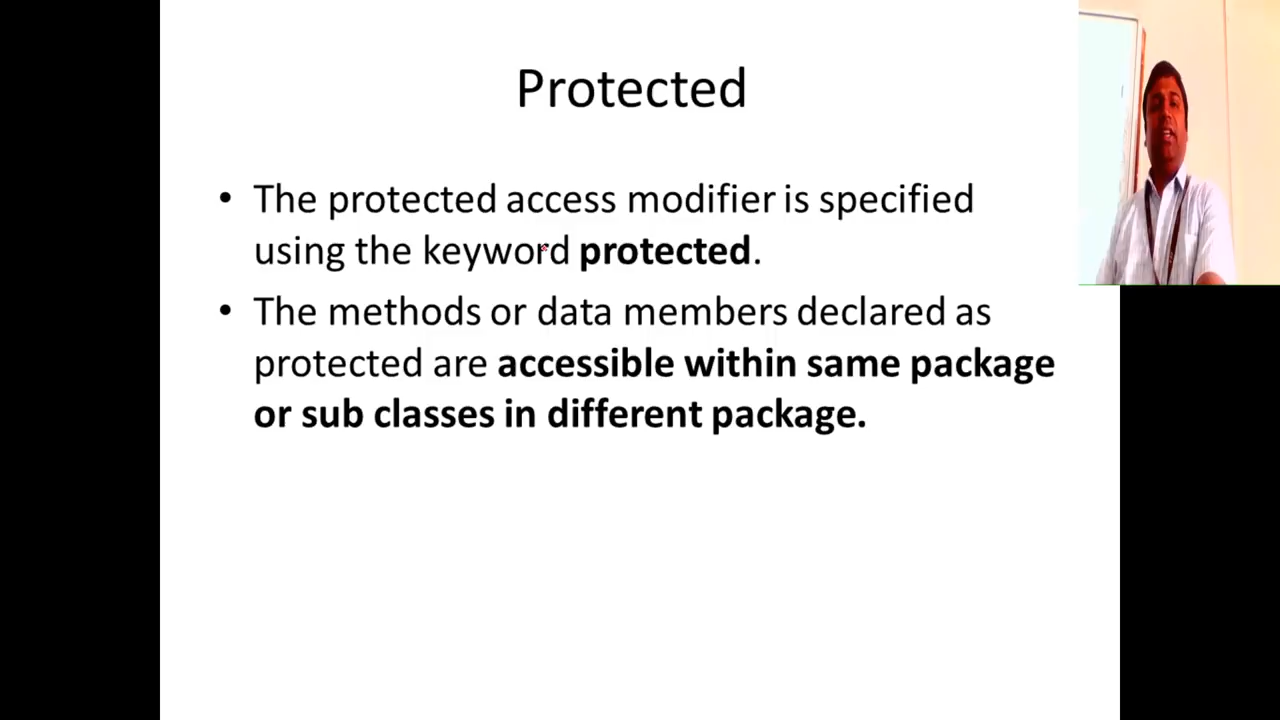 Protected
• The protected access modifier is specified
using the keyword protected.
• The methods or data members declared as
protected are accessible within same package
or sub classes in different package.